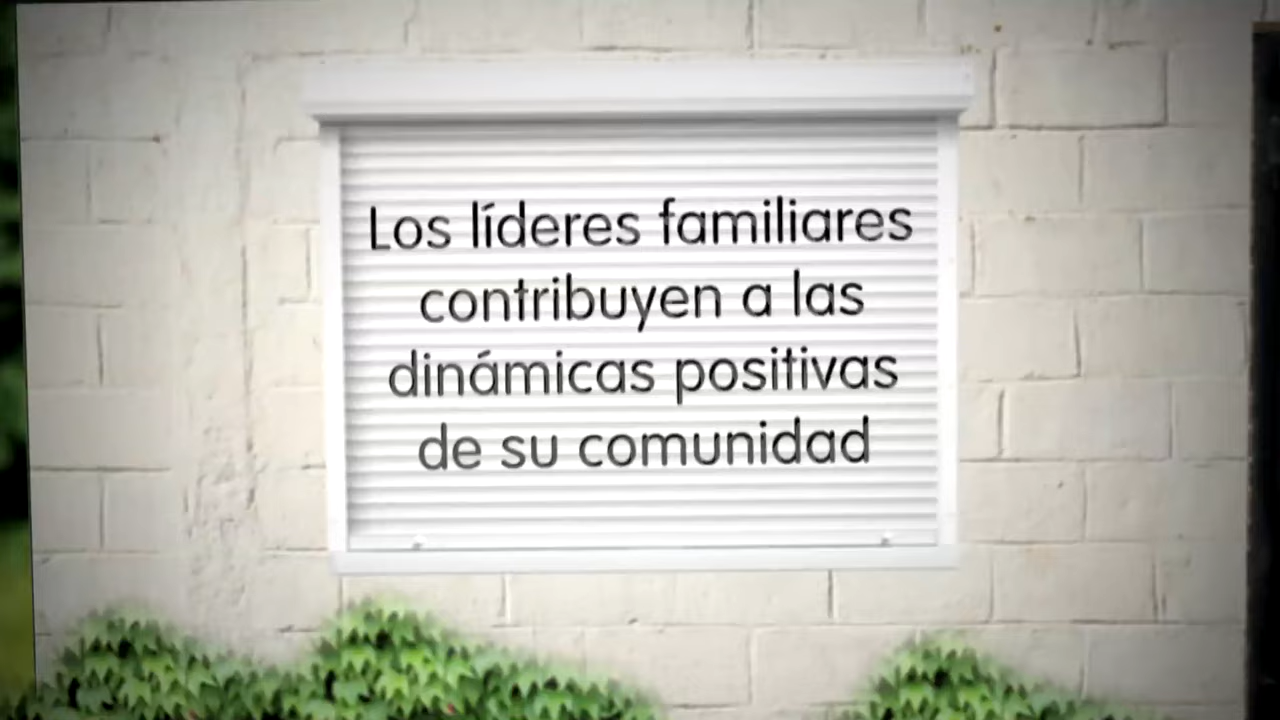 Los líderes familiares
contribuyen a las
dinámicas positivas
de su comunidad